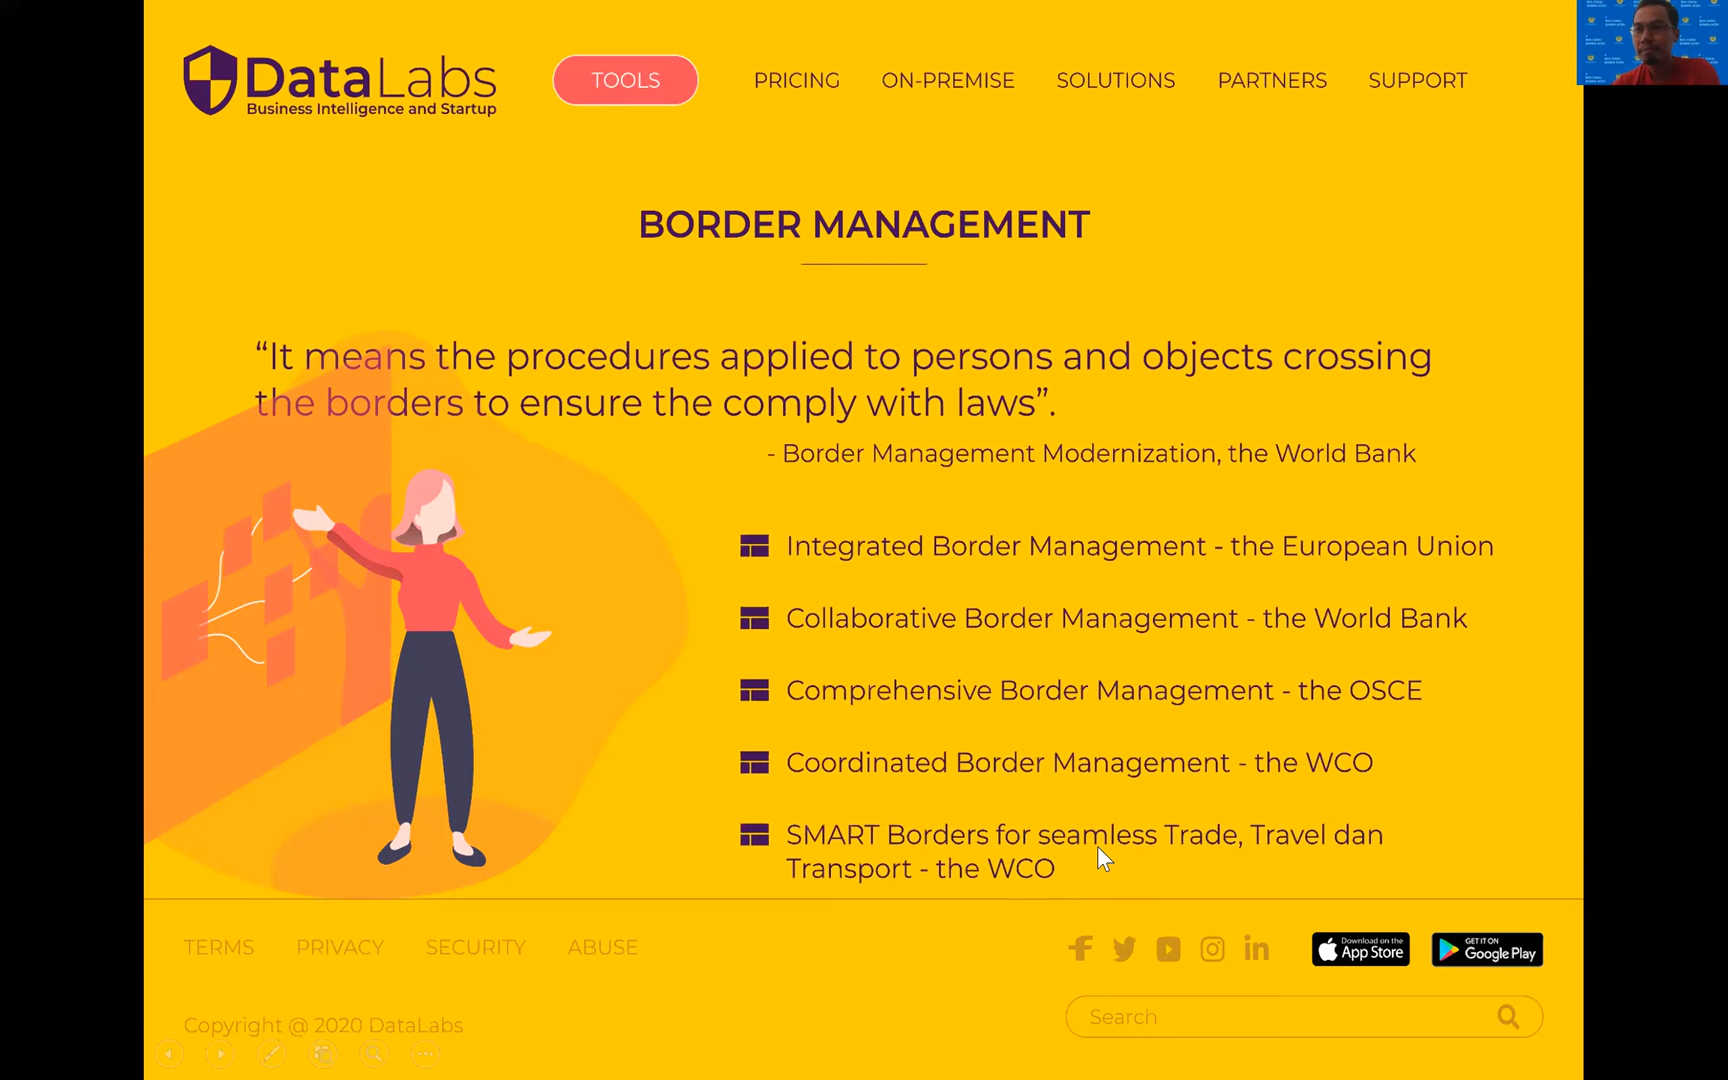 DataLabs
Business Intelligence and Startup
TOOLS
PRICING
ON-PREMISE
SOLUTIONS
PARTNERS
SUPPORT
BORDER MANAGEMENT
“It means the procedures applied to persons and objects crossing
the borders to ensure the comply with laws”.
- Border Management Modernization, the World Bank
Integrated Border Management - the European Union
Collaborative Border Management - the World Bank
Comprehensive Border Management - the OSCE
Coordinated Border Management - the WCO
SMART Borders for seamless Trade, Travel dan
Transport - the WCO
TERMS
PRIVACY
SECURITY
ABUSE
Download on the
App Store
GET IT ON
Google Play
Search
Copyright @ 2020 DataLabs